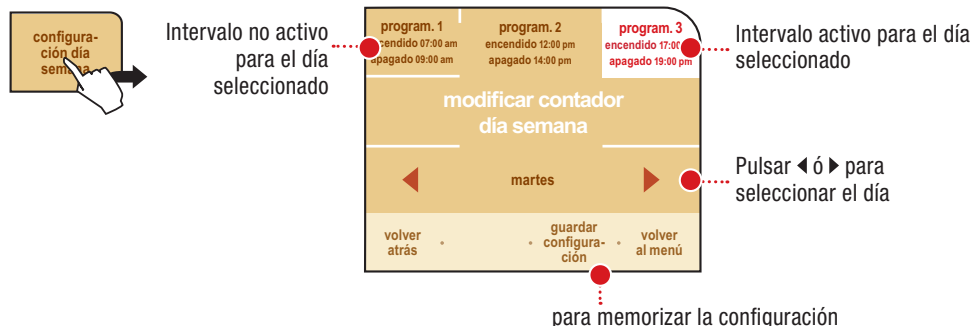 configura-
ción día
semana
Intervalo no activo
para el día
seleccionado
program. 1
encendido 07:00 am
apagado 09:00 am
program. 2
encendido 12:00 pm
apagado 14:00 pm
program. 3
encendido 17:00
apagado 19:00 pm
Intervalo activo para el día
seleccionado
modificar contador
día semana
martes
Pulsar ◀ ó ▶ para
seleccionar el día
volver
atrás
guardar
configura-
ción
volver
al menú
para memorizar la configuración